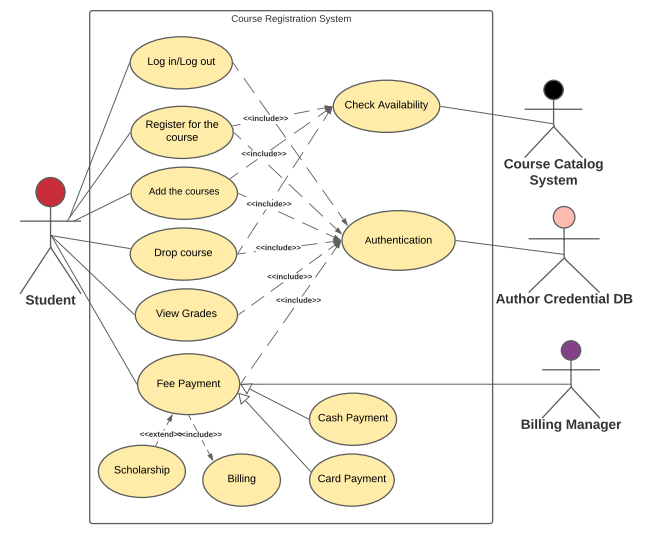 Course Registration System
Log in/Log out
Check Availability
<<include>>
Register for the
course
<<include>>
Course Catalog
System
Add the courses
<<include>>
Authentication
Drop course
<<include>>
<<include>>
Student
<<include>>
Author Credential DB
View Grades
Fee Payment
Cash Payment
Billing Manager
<<extend>>
<<include>>
Scholarship
Billing
Card Payment